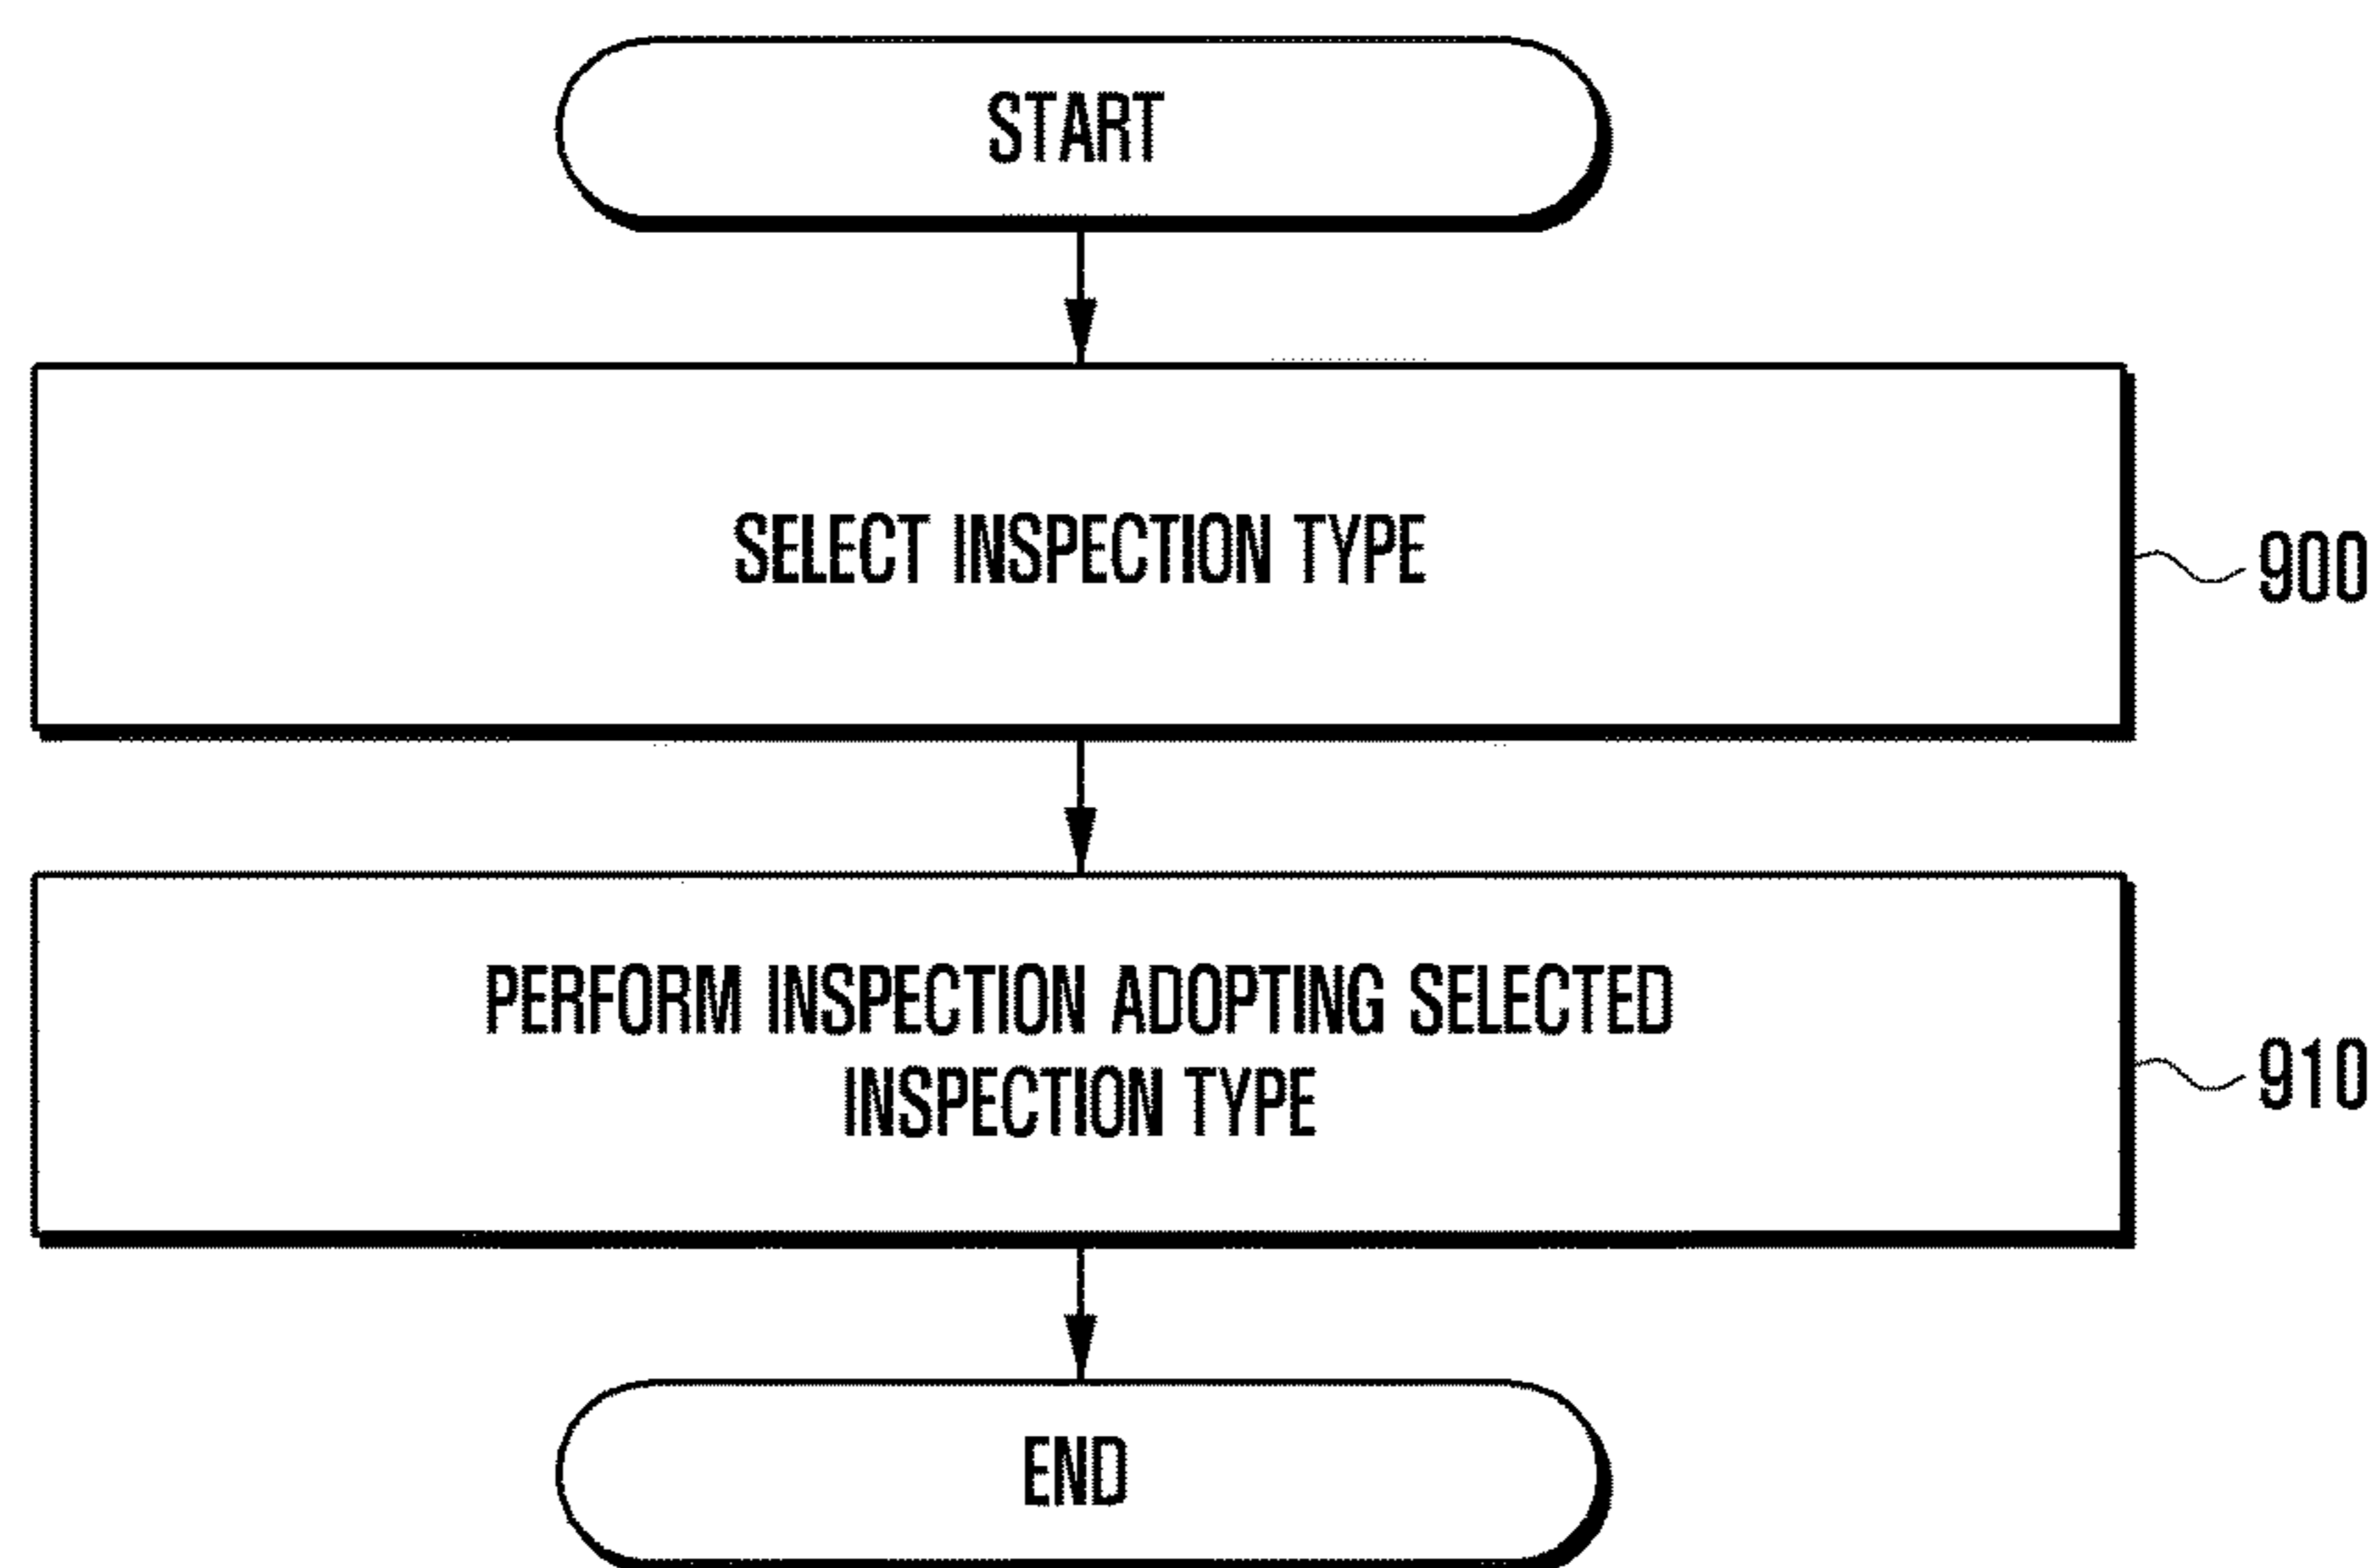 START
SELECT INSPECTION TYPE
900
PERFORM INSPECTION ADOPTING SELECTED
INSPECTION TYPE
910
END